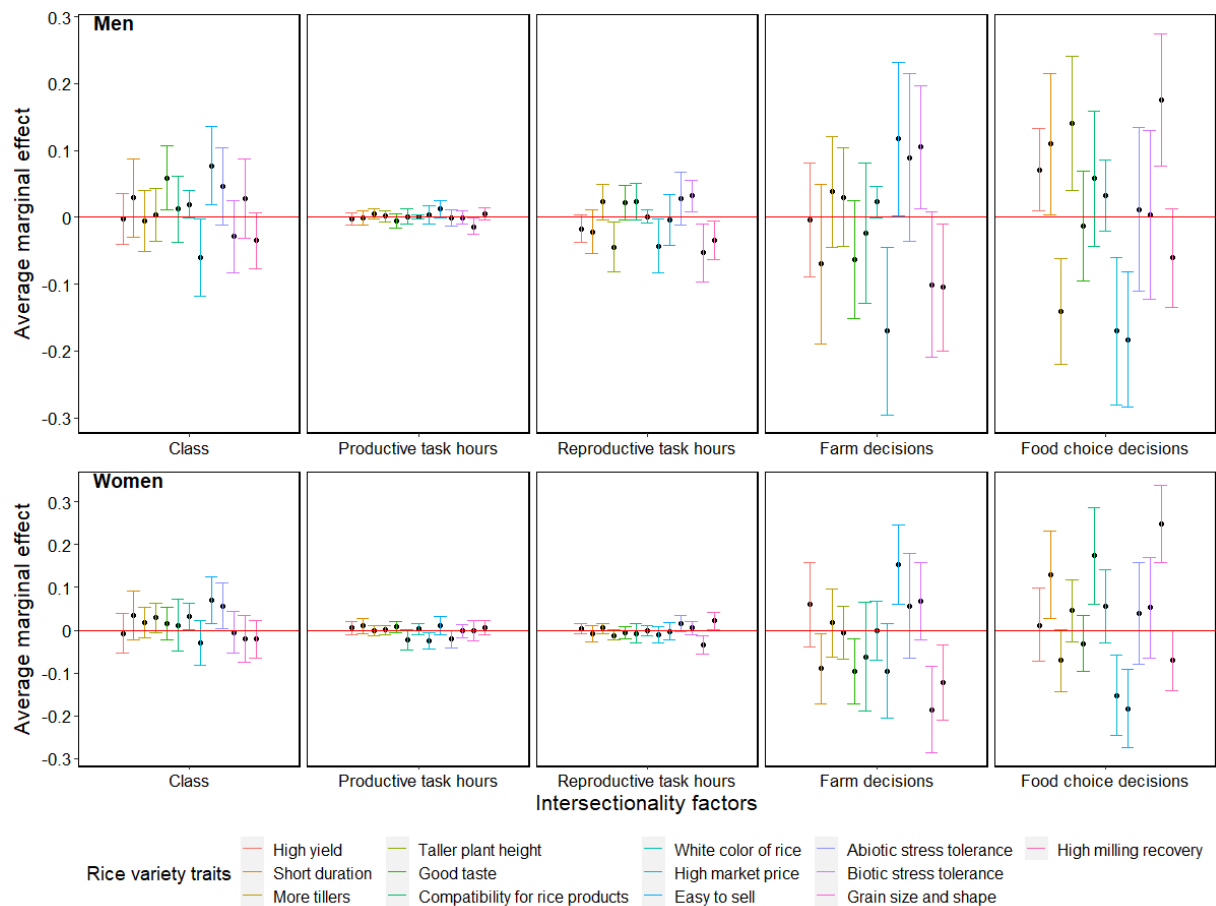 Men
Average marginal effect
0.3
0.2
0.1
0
-0.1
-0.2
-0.3
Class
Productive task hours
Reproductive task hours
Farm decisions
Food choice decisions
Women
Average marginal effect
0.3
0.2
0.1
0
-0.1
-0.2
-0.3
Class
Productive task hours
Reproductive task hours
Farm decisions
Food choice decisions
Intersectionality factors
Rice variety traits
High yield
Short duration
More tillers
Taller plant height
Good taste
Compatibility for rice products
White color of rice
High market price
Easy to sell
Abiotic stress tolerance
Biotic stress tolerance
Grain size and shape
High milling recovery